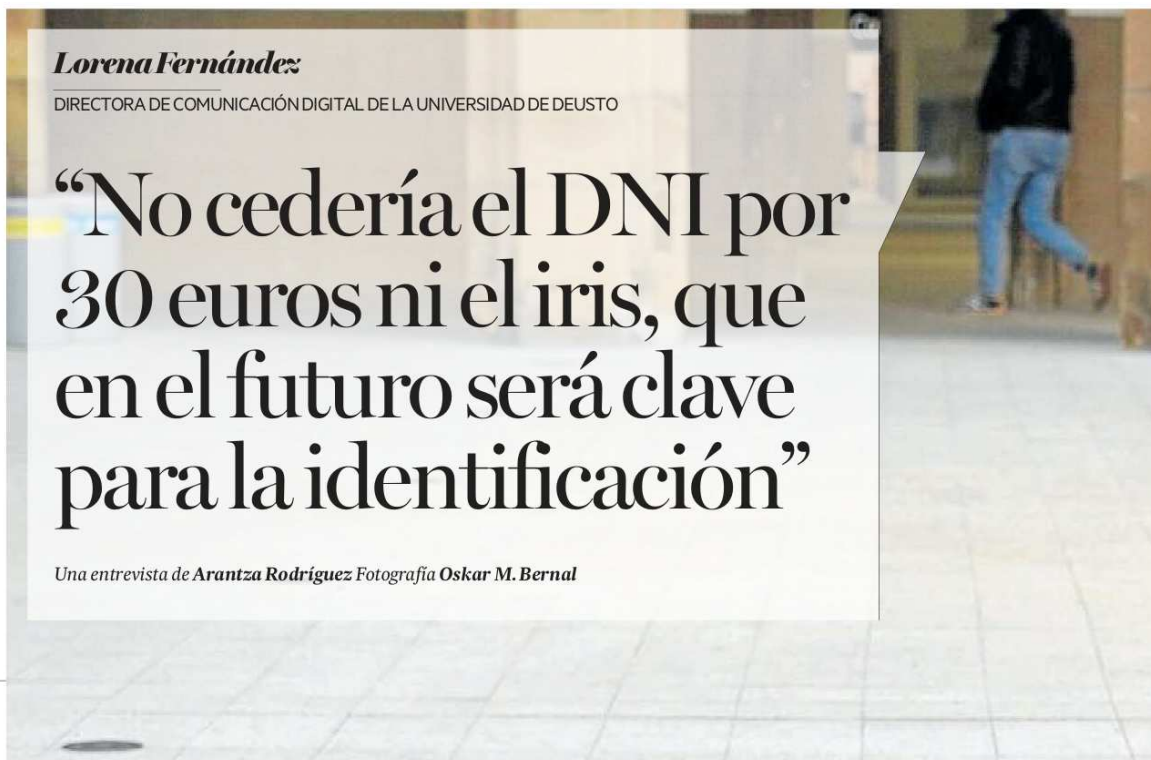 Lorena Fernández
DIRECTORA DE COMUNICACIÓN DIGITAL DE LA UNIVERSIDAD DE DEUSTO
“No cedería el DNI por
30 euros ni el iris, que
en el futuro será clave
para la identificación”
Una entrevista de Arantza Rodríguez Fotografía Oskar M. Bernal